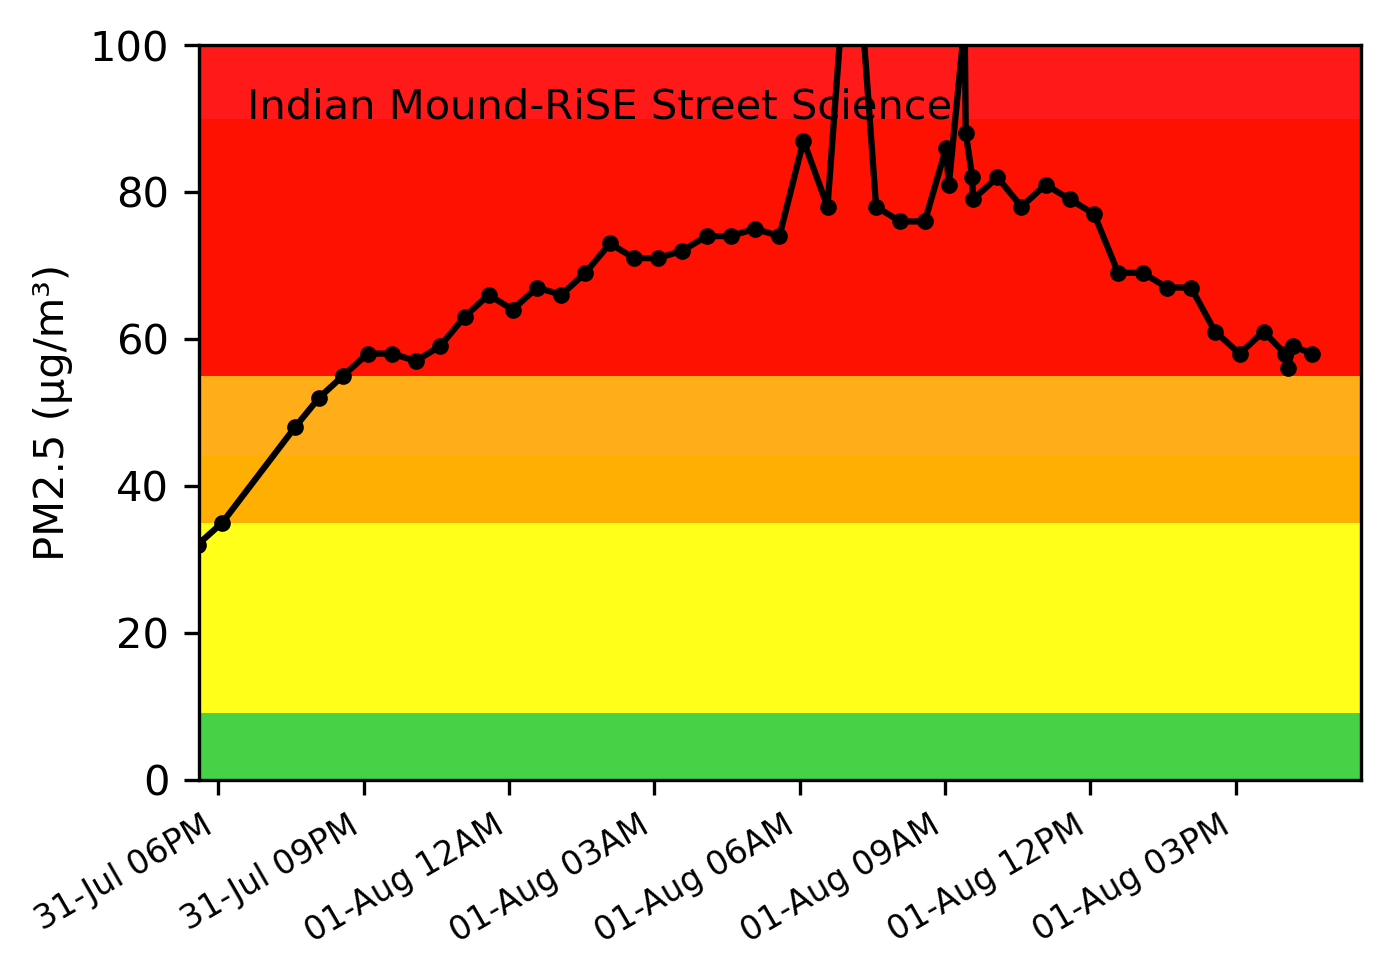 100
Indian Mound-RiSE Street Science
80
60
40
20
0
PM2.5 (µg/m³)
31-Jul 06PM
31-Jul 09PM
01-Aug 12AM
01-Aug 03AM
01-Aug 06AM
01-Aug 09AM
01-Aug 12PM
01-Aug 03PM